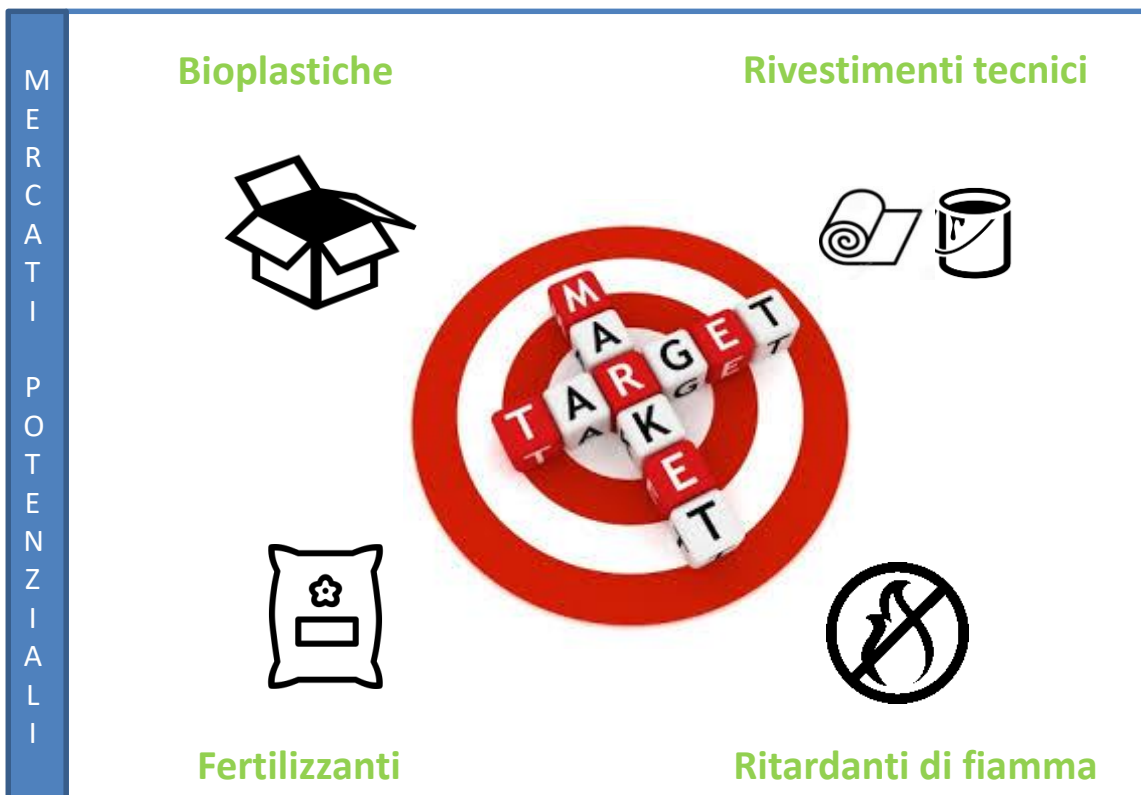 MERCATI POTENZIALI
Bioplastiche
Rivestimenti tecnici
MARKET
TARGET
Fertilizzanti
Ritardanti di fiamma